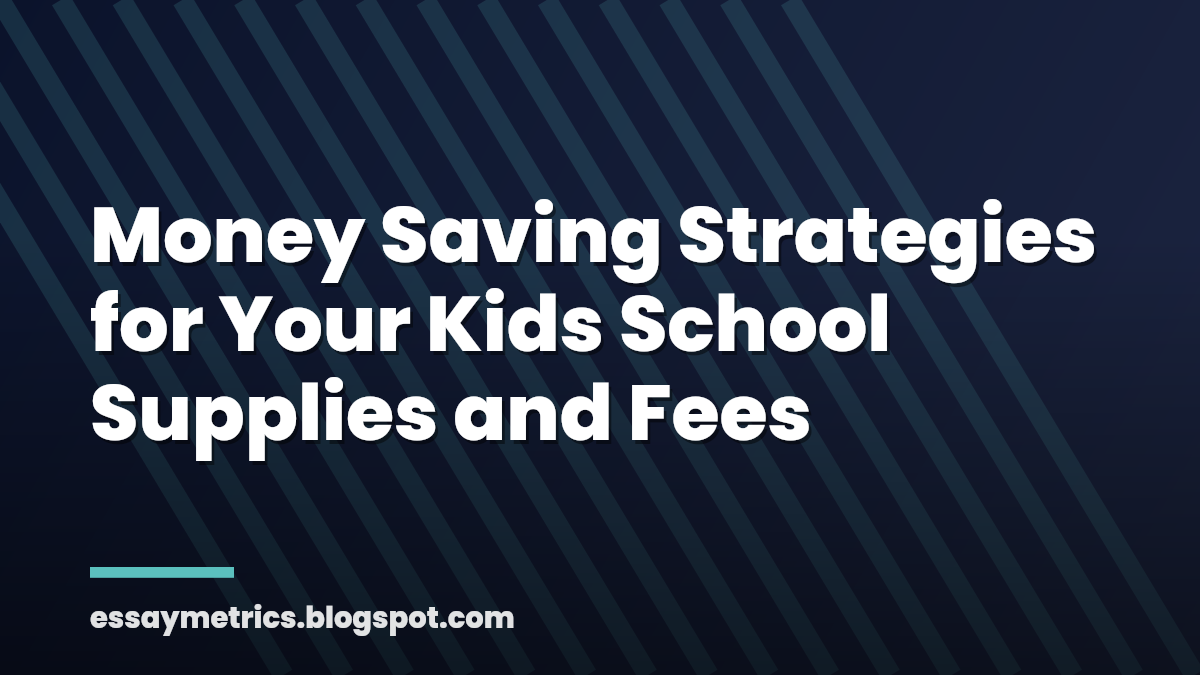 Money Saving Strategies
for Your Kids School
Supplies and Fees
essaymetrics.blogspot.com